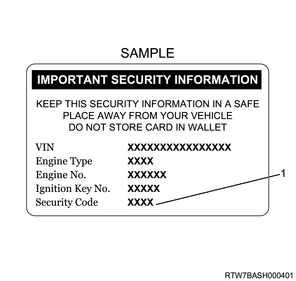 SAMPLE
IMPORTANT SECURITY INFORMATION
KEEP THIS SECURITY INFORMATION IN A SAFE
PLACE AWAY FROM YOUR VEHICLE
DO NOT STORE CARD IN WALLET
VIN XXXXXXXXXXXXXXXX
Engine Type XXXX
Engine No. XXXXXX
Ignition Key No. XXXXX
Security Code XXXX
1
RTW7BASH000401